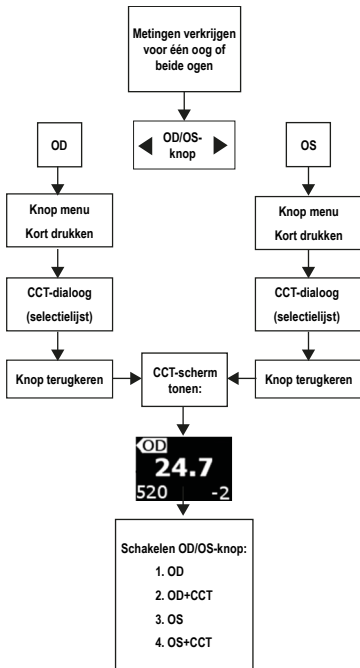 Metingen verkrijgen
voor één oog of
beide ogen
OD/OS-
knop
OD
OS
Knop menu
Kort drukken
Knop menu
Kort drukken
CCT-dialoog
(selectielijst)
CCT-dialoog
(selectielijst)
Knop terugkeren
CCT-scherm
tonen:
Knop terugkeren
OD
24.7
520 -2
Schakelen OD/OS-knop:
1. OD
2. OD+CCT
3. OS
4. OS+CCT